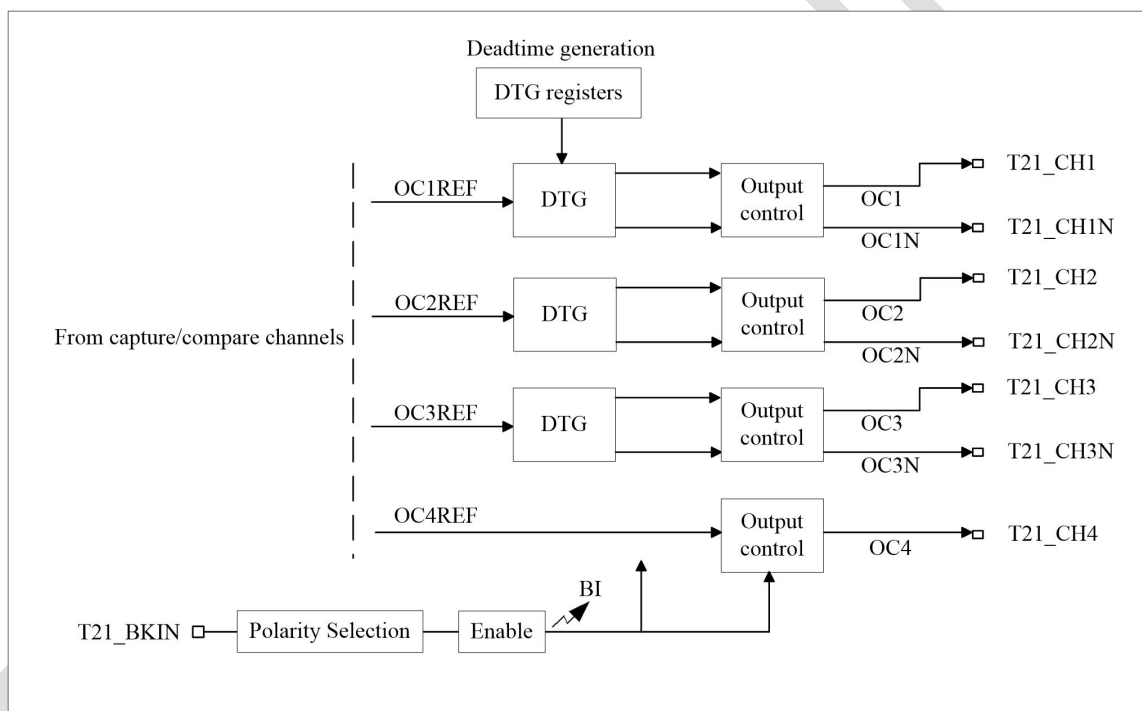 Deadtime generation
DTG registers
OC1REF
DTG
Output
control
OC1
OC1N
T21_CH1
T21_CH1N
OC2REF
DTG
Output
control
OC2
OC2N
T21_CH2
T21_CH2N
From capture/compare channels
OC3REF
DTG
Output
control
OC3
OC3N
T21_CH3
T21_CH3N
OC4REF
Output
control
OC4
T21_CH4
BI
T21_BKIN
Polarity Selection
Enable